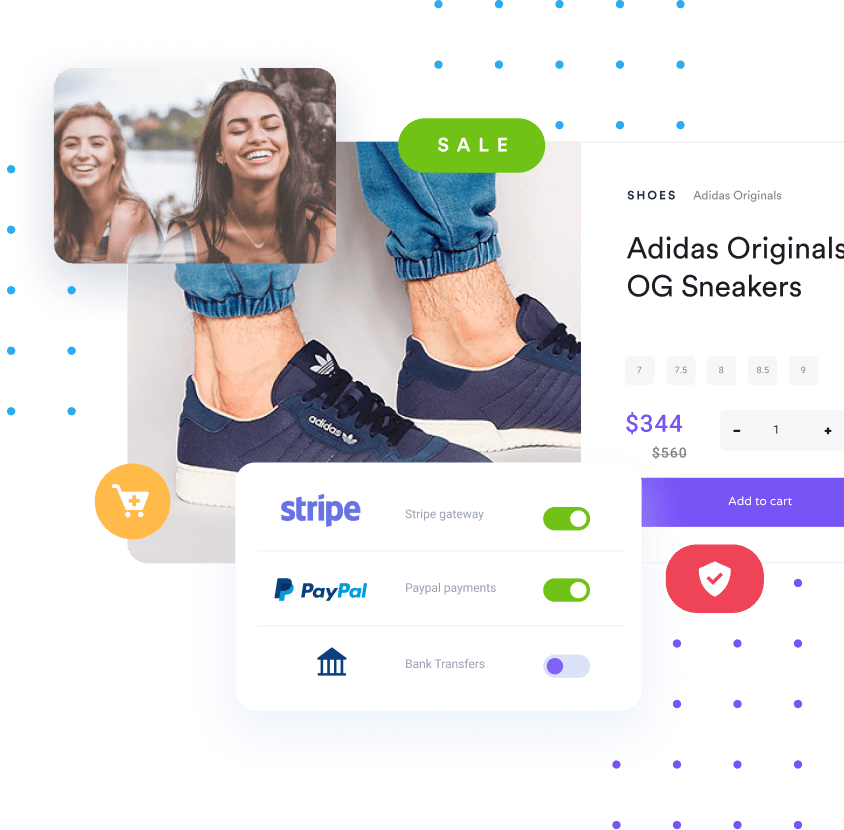 SALE
SHOES Adidas Originals
Adidas Originals
OG Sneakers
7 7.5 8 8.5 9
$344
- 1 +
$560
Add to cart
adidas
stripe Stripe gateway
PayPal Paypal payments
Bank Transfers